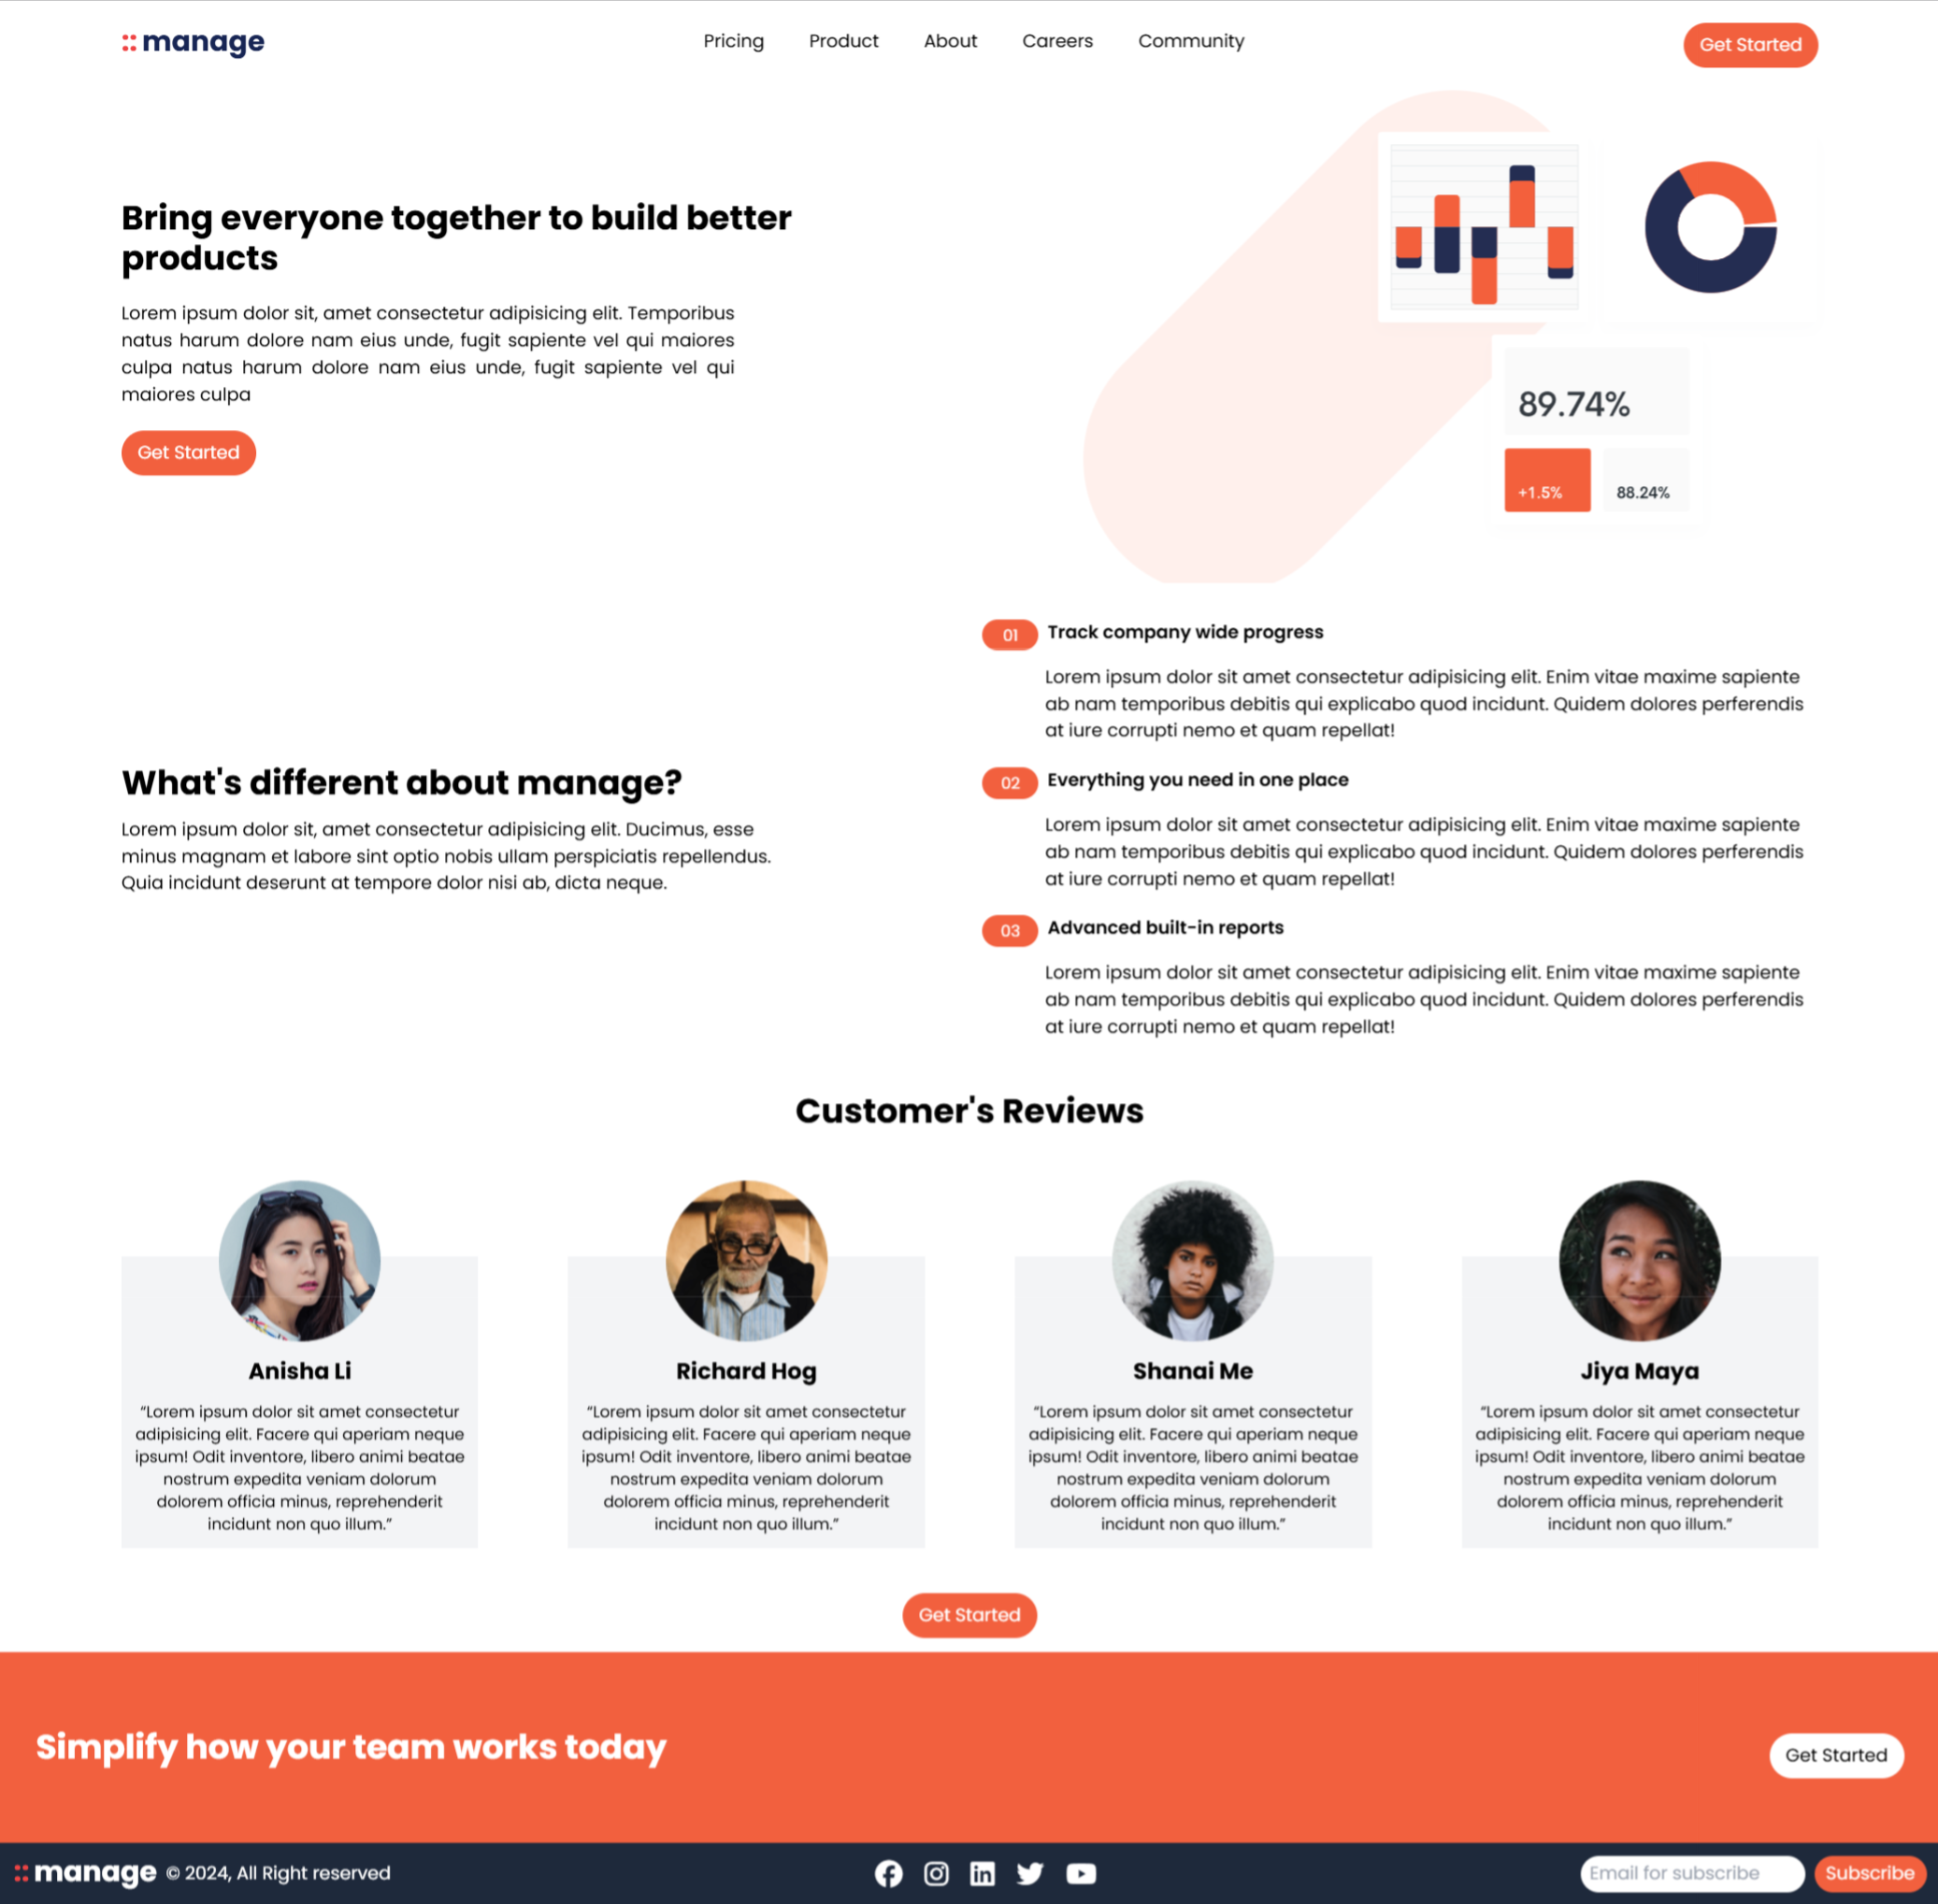 manage
Pricing Product About Careers Community
Get Started
Bring everyone together to build better
products
Lorem ipsum dolor sit, amet consectetur adipisicing elit. Temporibus
natus harum dolore nam eius unde, fugit sapiente vel qui maiores
culpa natus harum dolore nam eius unde, fugit sapiente vel qui
maiores culpa
Get Started
89.74%
+1.5%
88.24%
What's different about manage?
Lorem ipsum dolor sit, amet consectetur adipisicing elit. Ducimus, esse
minus magnam et labore sint optio nobis ullam perspiciatis repellendus.
Quia incidunt deserunt at tempore dolor nisi ab, dicta neque.
01 Track company wide progress
Lorem ipsum dolor sit amet consectetur adipisicing elit. Enim vitae maxime sapiente
ab nam temporibus debitis qui explicabo quod incidunt. Quidem dolores perferendis
at iure corrupti nemo et quam repellat!
02 Everything you need in one place
Lorem ipsum dolor sit amet consectetur adipisicing elit. Enim vitae maxime sapiente
ab nam temporibus debitis qui explicabo quod incidunt. Quidem dolores perferendis
at iure corrupti nemo et quam repellat!
03 Advanced built-in reports
Lorem ipsum dolor sit amet consectetur adipisicing elit. Enim vitae maxime sapiente
ab nam temporibus debitis qui explicabo quod incidunt. Quidem dolores perferendis
at iure corrupti nemo et quam repellat!
Customer's Reviews
Anisha Li
“Lorem ipsum dolor sit amet consectetur
adipisicing elit. Facere qui aperiam neque
ipsum! Odit inventore, libero animi beatae
nostrum expedita veniam dolorum
dolorem officia minus, reprehenderit
incidunt non quo illum.”
Richard Hog
“Lorem ipsum dolor sit amet consectetur
adipisicing elit. Facere qui aperiam neque
ipsum! Odit inventore, libero animi beatae
nostrum expedita veniam dolorum
dolorem officia minus, reprehenderit
incidunt non quo illum.”
Shanai Me
“Lorem ipsum dolor sit amet consectetur
adipisicing elit. Facere qui aperiam neque
ipsum! Odit inventore, libero animi beatae
nostrum expedita veniam dolorum
dolorem officia minus, reprehenderit
incidunt non quo illum.”
Jiya Maya
“Lorem ipsum dolor sit amet consectetur
adipisicing elit. Facere qui aperiam neque
ipsum! Odit inventore, libero animi beatae
nostrum expedita veniam dolorum
dolorem officia minus, reprehenderit
incidunt non quo illum.”
Get Started
Simplify how your team works today
Get Started
manage © 2024, All Right reserved
in
Email for subscribe
Subscribe